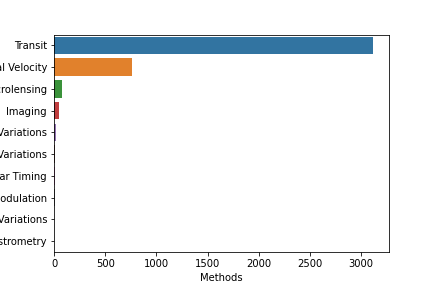 Transit
al Velocity
rolensing
Imaging
Variations
Variations
ar Timing
odulation
Variations
strometry
0 500 1000 1500 2000 2500 3000
Methods